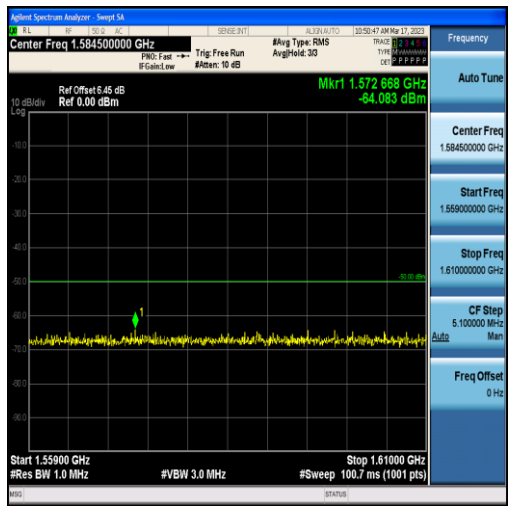 Agilent Spectrum Analyzer - Swept SA
RL RF 50 Ω AC SENSE:INT ALIGN AUTO 10:50:47 AM Mar 17, 2023
Center Freq 1.584500000 GHz
PNO: Fast
IFGain:Low
Trig: Free Run
#Atten: 10 dB
#Avg Type: RMS
Avg|Hold: 3/3
TRACE 1 2 3 4 5 6
TYPE
DET P P P P P P
Ref Offset 6.45 dB
10 dB/div Ref 0.00 dBm
Log
Mkr1 1.572 668 GHz
-64.083 dBm
-10.0
-20.0
-30.0
-40.0
-50.0
-60.0
-70.0
-80.0
-90.0
-50.00 dBm
1
Start 1.55900 GHz
Stop 1.61000 GHz
#Res BW 1.0 MHz
#VBW 3.0 MHz
#Sweep 100.7 ms (1001 pts)
MSG
STATUS
Frequency
Auto Tune
Center Freq
1.584500000 GHz
Start Freq
1.559000000 GHz
Stop Freq
1.610000000 GHz
CF Step
5.100000 MHz
Auto Man
Freq Offset
0 Hz